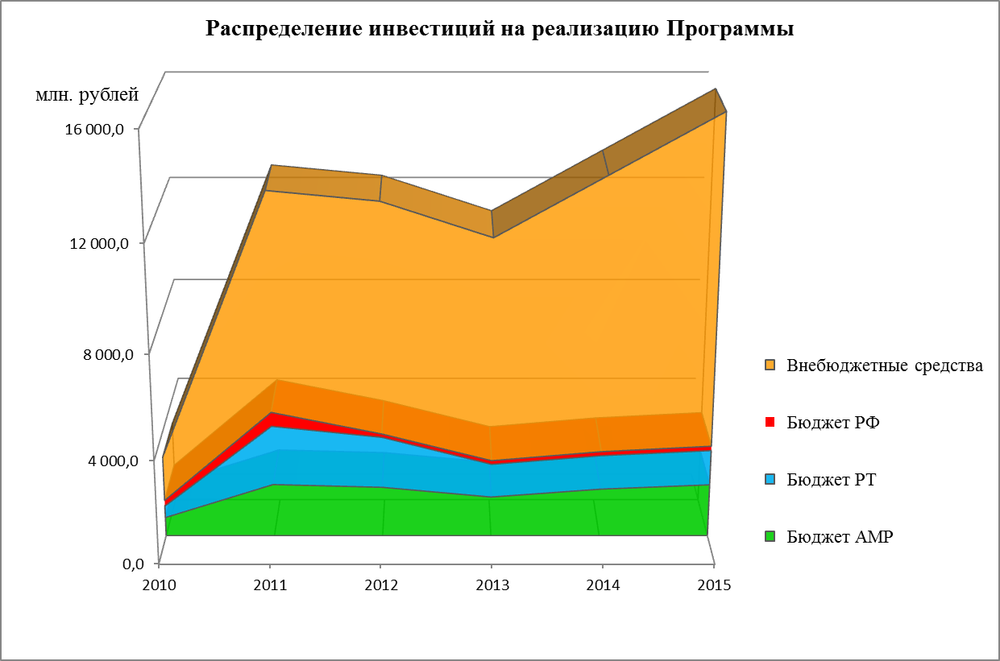 Распределение инвестиций на реализацию Программы
млн. рублей
16 000,0
12 000,0
8 000,0
4 000,0
0,0
2010 2011 2012 2013 2014 2015
Внебюджетные средства
Бюджет РФ
Бюджет РТ
Бюджет АМР